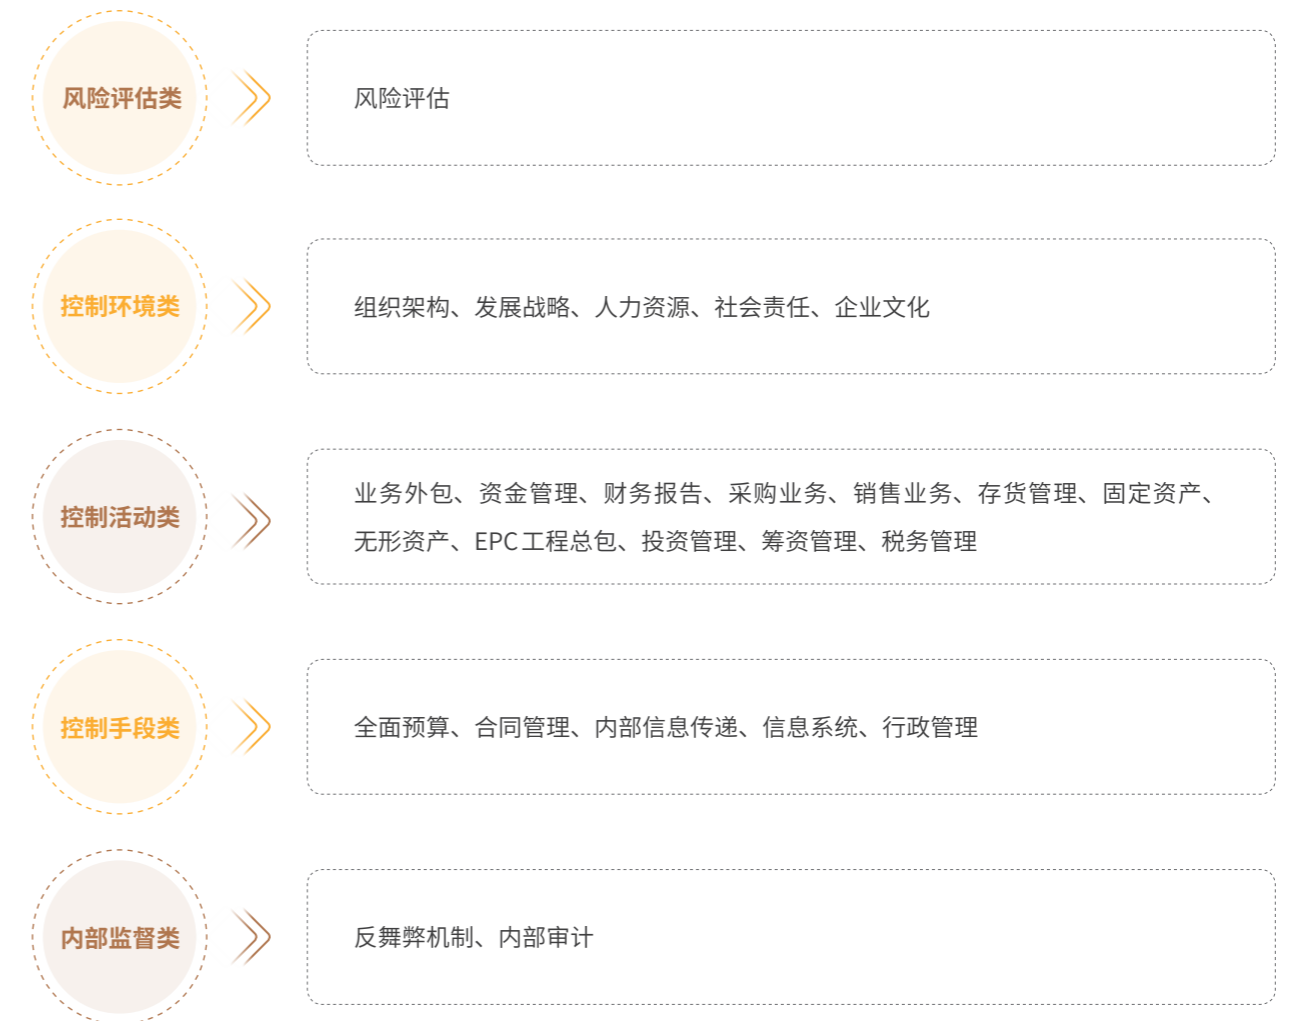 风险评估类
风险评估
控制环境类
组织架构、发展战略、人力资源、社会责任、企业文化
控制活动类
业务外包、资金管理、财务报告、采购业务、销售业务、存货管理、固定资产、
无形资产、EPC工程总包、投资管理、筹资管理、税务管理
控制手段类
全面预算、合同管理、内部信息传递、信息系统、行政管理
内部监督类
反舞弊机制、内部审计